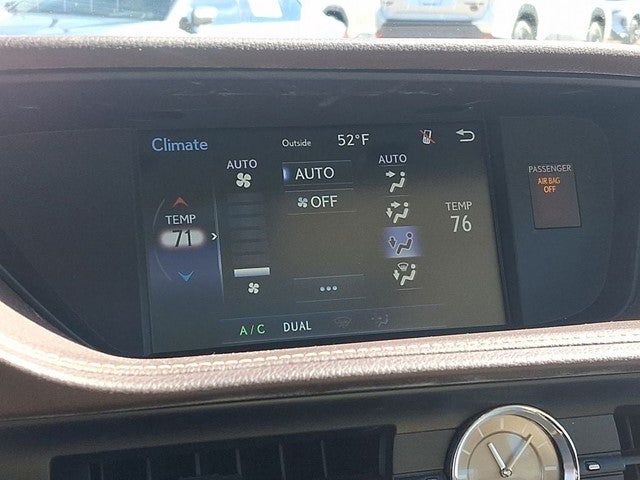 Climate
Outside 52°F
AUTO
AUTO
AUTO
OFF
TEMP
71
TEMP
76
•••
A/C DUAL
PASSENGER
AIR BAG
OFF